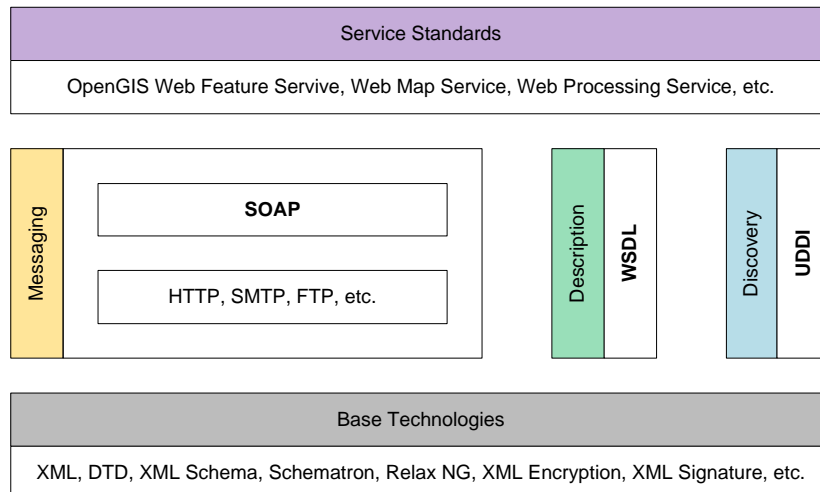 Service Standards
OpenGIS Web Feature Servive, Web Map Service, Web Processing Service, etc.
Messaging
SOAP
HTTP, SMTP, FTP, etc.
Description
WSDL
Discovery
UDDI
Base Technologies
XML, DTD, XML Schema, Schematron, Relax NG, XML Encryption, XML Signature, etc.